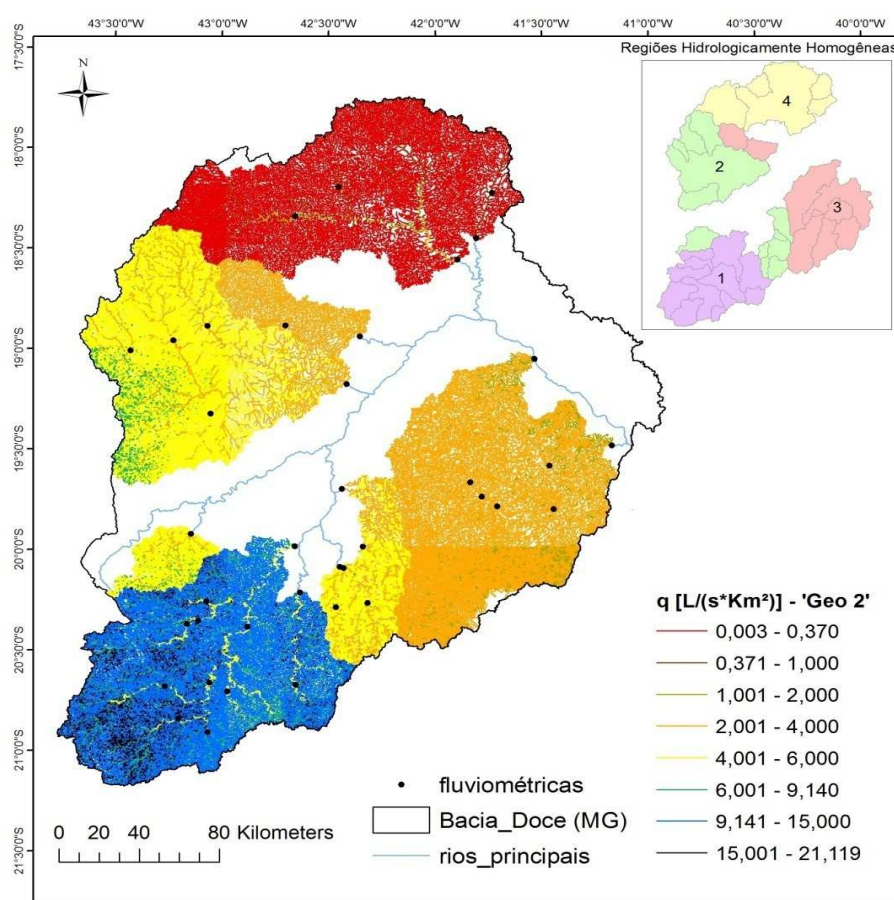 43°30'0"W 43°0'0"W 42°30'0"W 42°0'0"W 41°30'0"W 41°0'0"W 40°30'0"W 40°0'0"W
17°30'0"S
18°0'0"S
18°30'0"S
19°0'0"S
19°30'0"S
20°0'0"S
20°30'0"S
21°0'0"S
21°30'0"S
N
Regiões Hidrologicamente Homogêneas
4
2
3
1
q [L/(s*Km²)] - 'Geo 2'
0,003 - 0,370
0,371 - 1,000
1,001 - 2,000
2,001 - 4,000
4,001 - 6,000
6,001 - 9,140
9,141 - 15,000
15,001 - 21,119
fluviométricas
Bacia_Doce (MG)
rios_principais
0 20 40 80 Kilometers